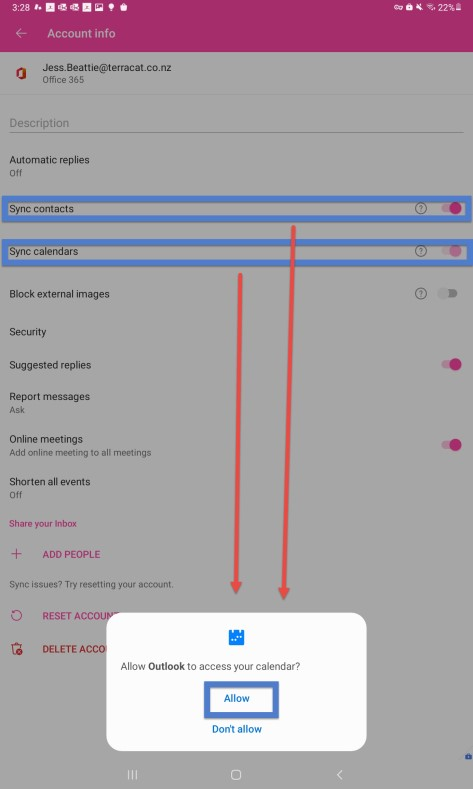 3:28
22%
Account info
Jess.Beattie@terracat.co.nz
Office 365
Description
Automatic replies
Off
Sync contacts
Sync calendars
Block external images
Security
Suggested replies
Report messages
Ask
Online meetings
Add online meeting to all meetings
Shorten all events
Off
Share your Inbox
ADD PEOPLE
Sync issues? Try resetting your account.
RESET ACCOUNT
DELETE ACCO
Allow Outlook to access your calendar?
Allow
Don't allow